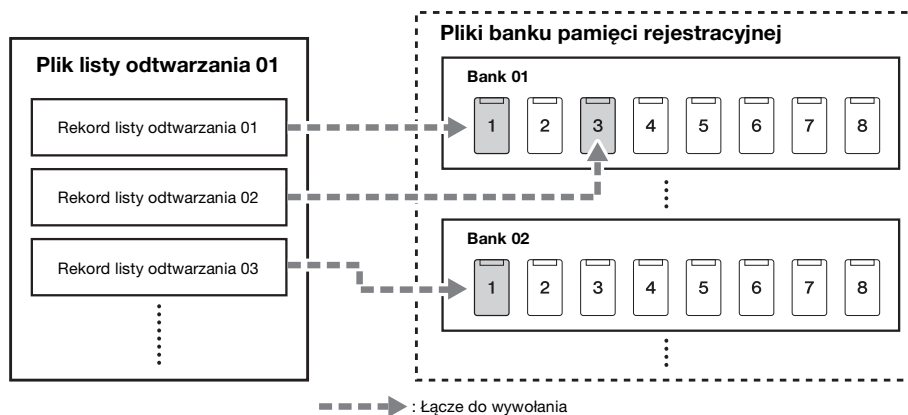 Plik listy odtwarzania 01
Rekord listy odtwarzania 01
Rekord listy odtwarzania 02
Rekord listy odtwarzania 03
Pliki banku pamięci rejestracyjnej
Bank 01
1 2 3 4 5 6 7 8
Bank 02
1 2 3 4 5 6 7 8
: Łącze do wywołania